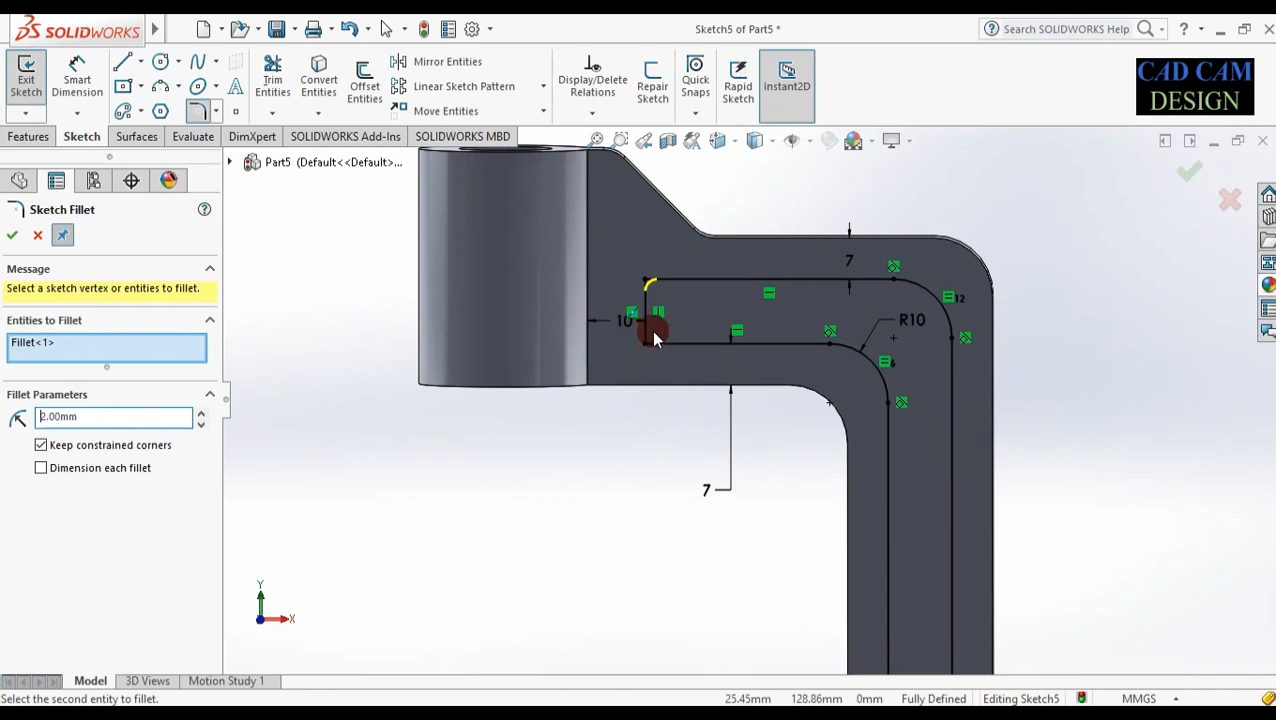 SOLIDWORKS
Sketch5 of Part5 *
Search SOLIDWORKS Help
?
Exit Sketch
Smart Dimension
Trim Entities
Convert Entities
Offset Entities
Mirror Entities
Linear Sketch Pattern
Move Entities
Display/Delete Relations
Repair Sketch
Quick Snaps
Rapid Sketch
Instant2D
CAD CAM
DESIGN
Features
Sketch
Surfaces
Evaluate
DimXpert
SOLIDWORKS Add-Ins
SOLIDWORKS MBD
Part5 (Default<<Default>...
Sketch Fillet
Message
Select a sketch vertex or entities to fillet.
Entities to Fillet
Fillet<1>
Fillet Parameters
2.00mm
Keep constrained corners
Dimension each fillet
7
12
10
R10
6
7
Y
X
Model
3D Views
Motion Study 1
Select the second entity to fillet.
25.45mm
128.86mm
0mm
Fully Defined
Editing Sketch5
MMGS